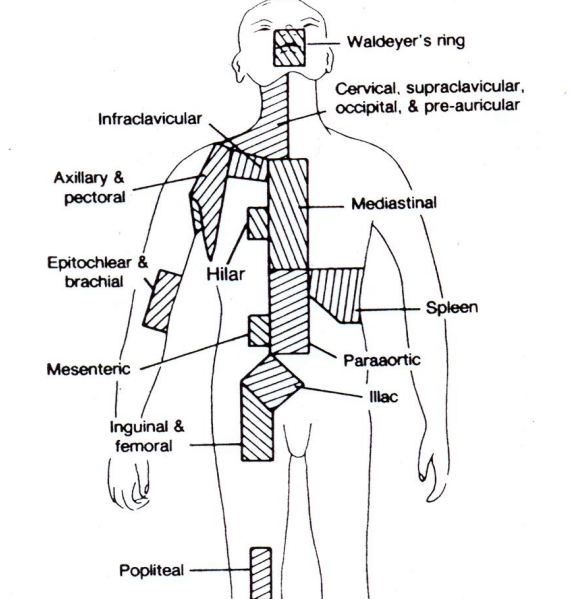 Waldeyer's ring
Cervical, supraclavicular,
occipital, & pre-auricular
Infraclavicular
Axillary &
pectoral
Mediastinal
Epitochlear &
brachial
Hilar
Spleen
Mesenteric
Paraaortic
Iliac
Inguinal &
femoral
Popliteal